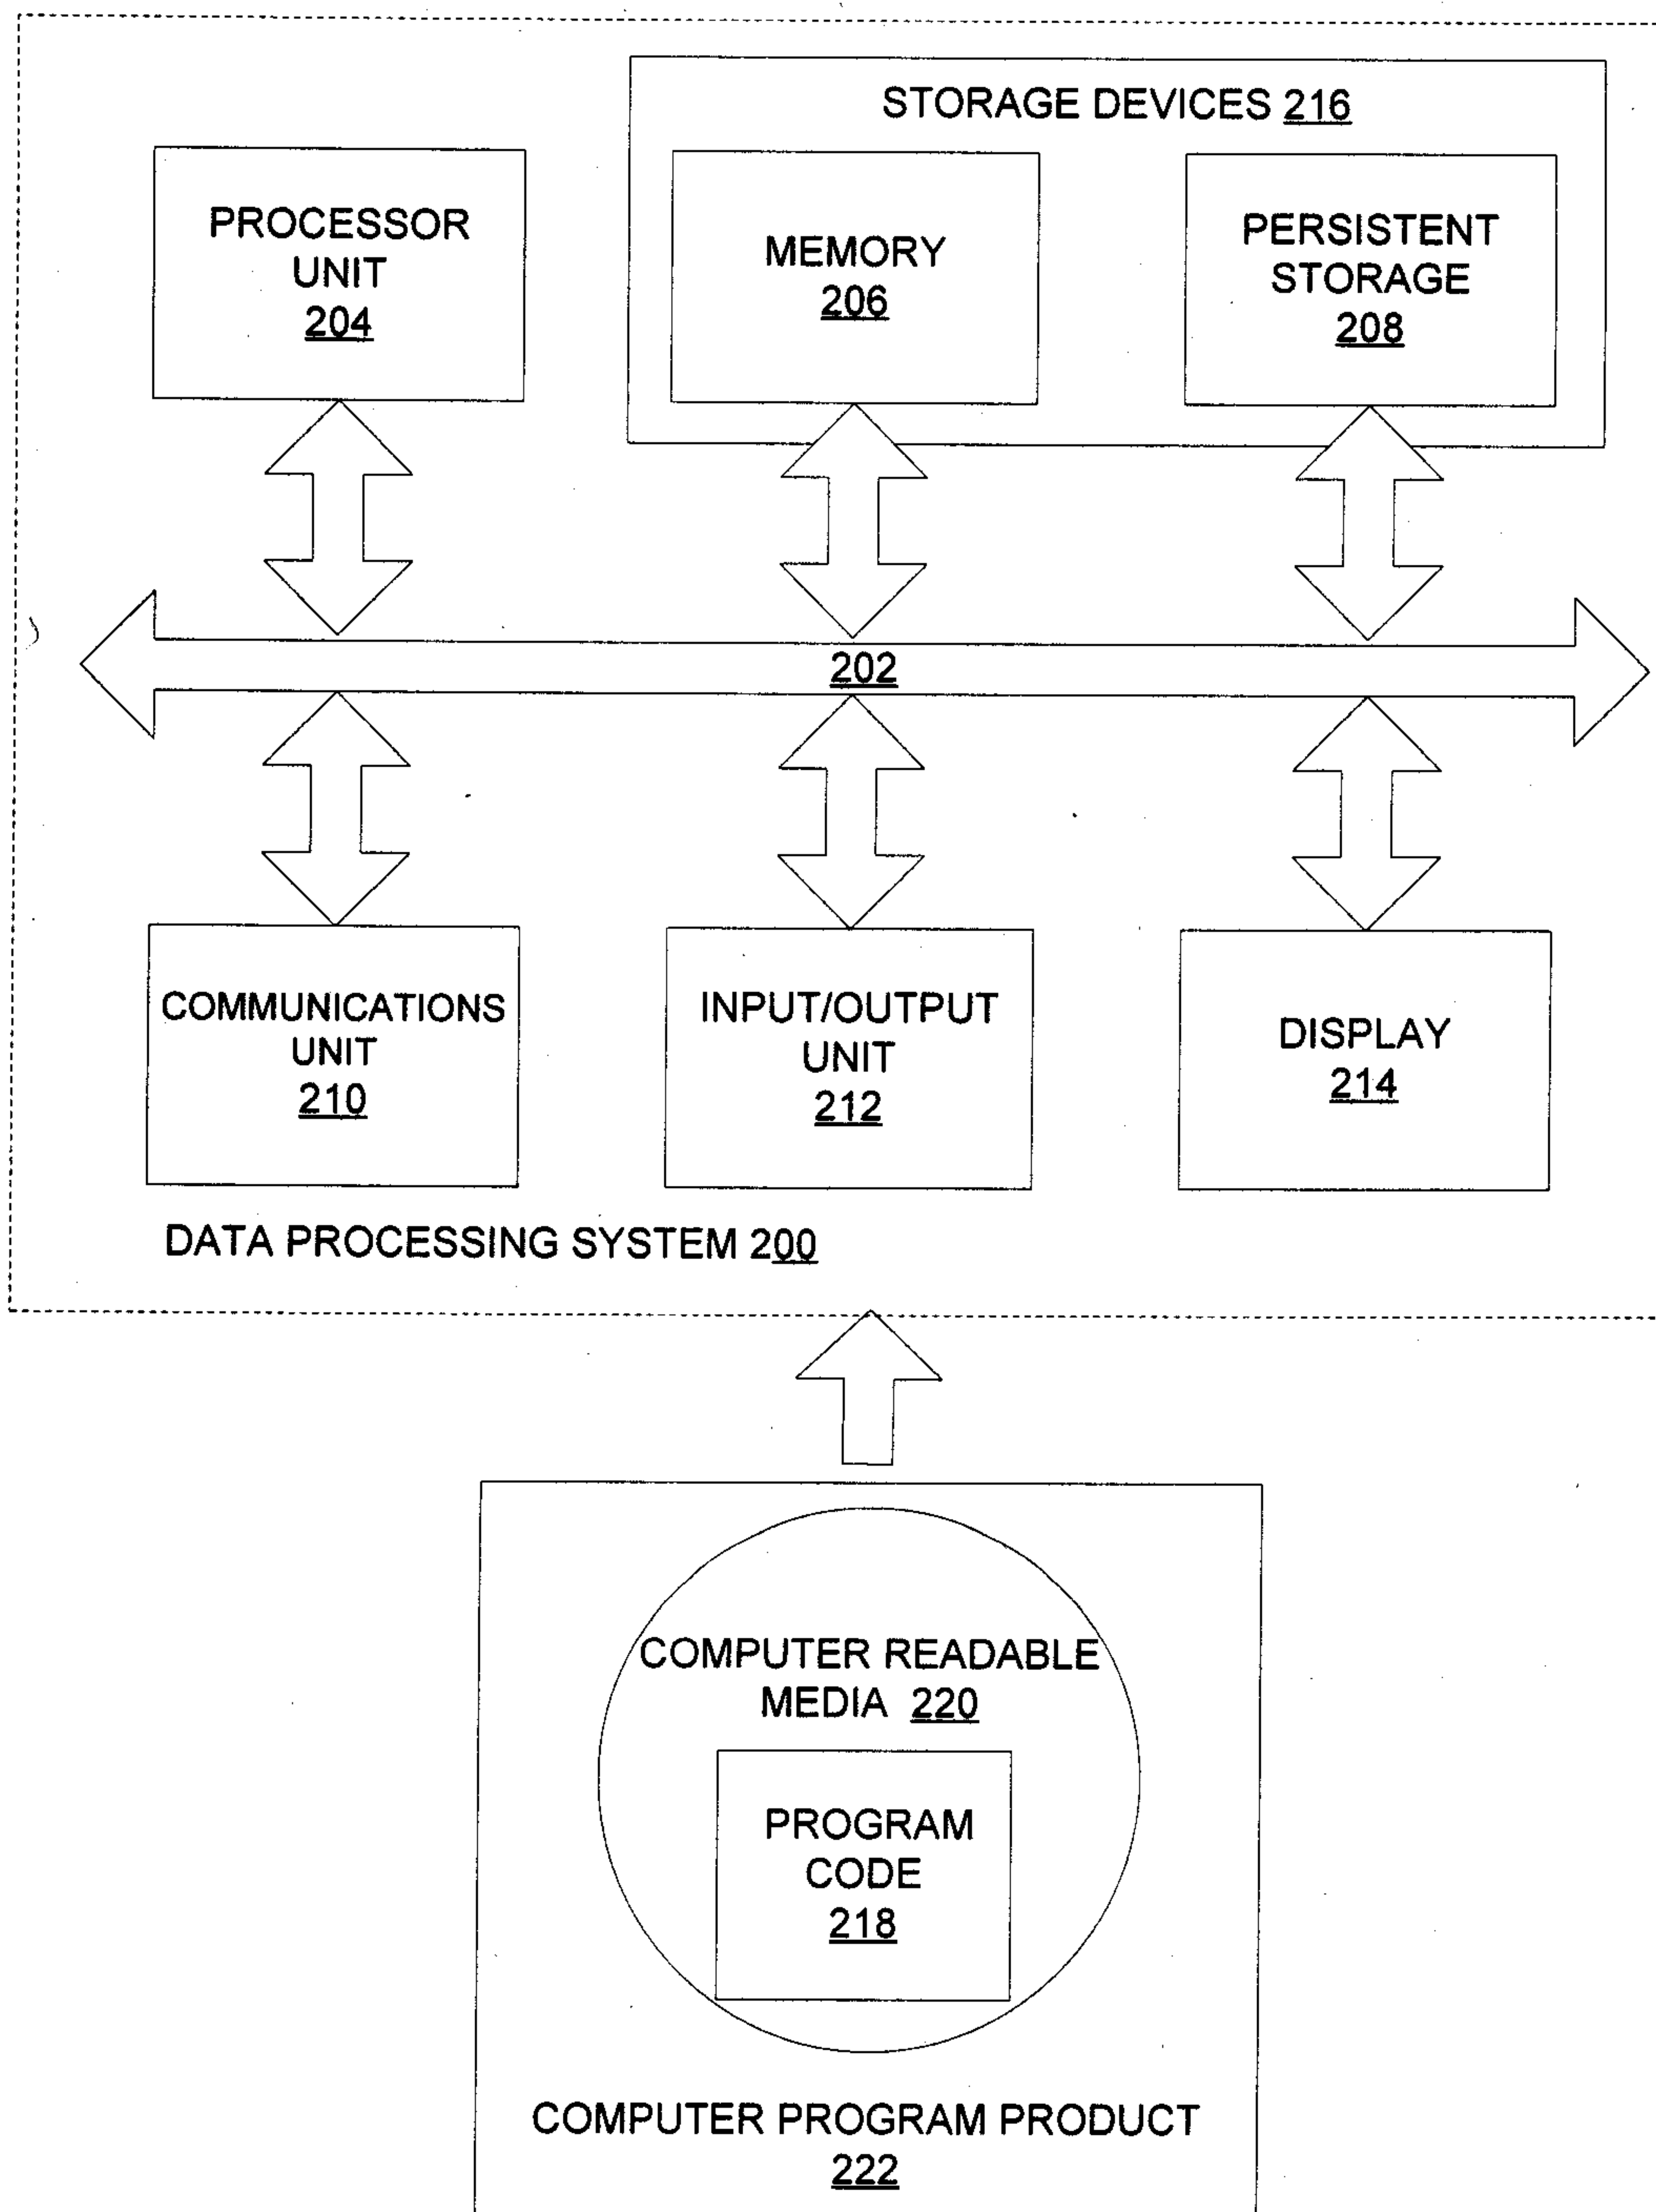 STORAGE DEVICES 216
PROCESSOR
UNIT
204
MEMORY
206
PERSISTENT
STORAGE
208
202
COMMUNICATIONS
UNIT
210
INPUT/OUTPUT
UNIT
212
DISPLAY
214
DATA PROCESSING SYSTEM 200
COMPUTER READABLE
MEDIA 220
PROGRAM
CODE
218
COMPUTER PROGRAM PRODUCT
222